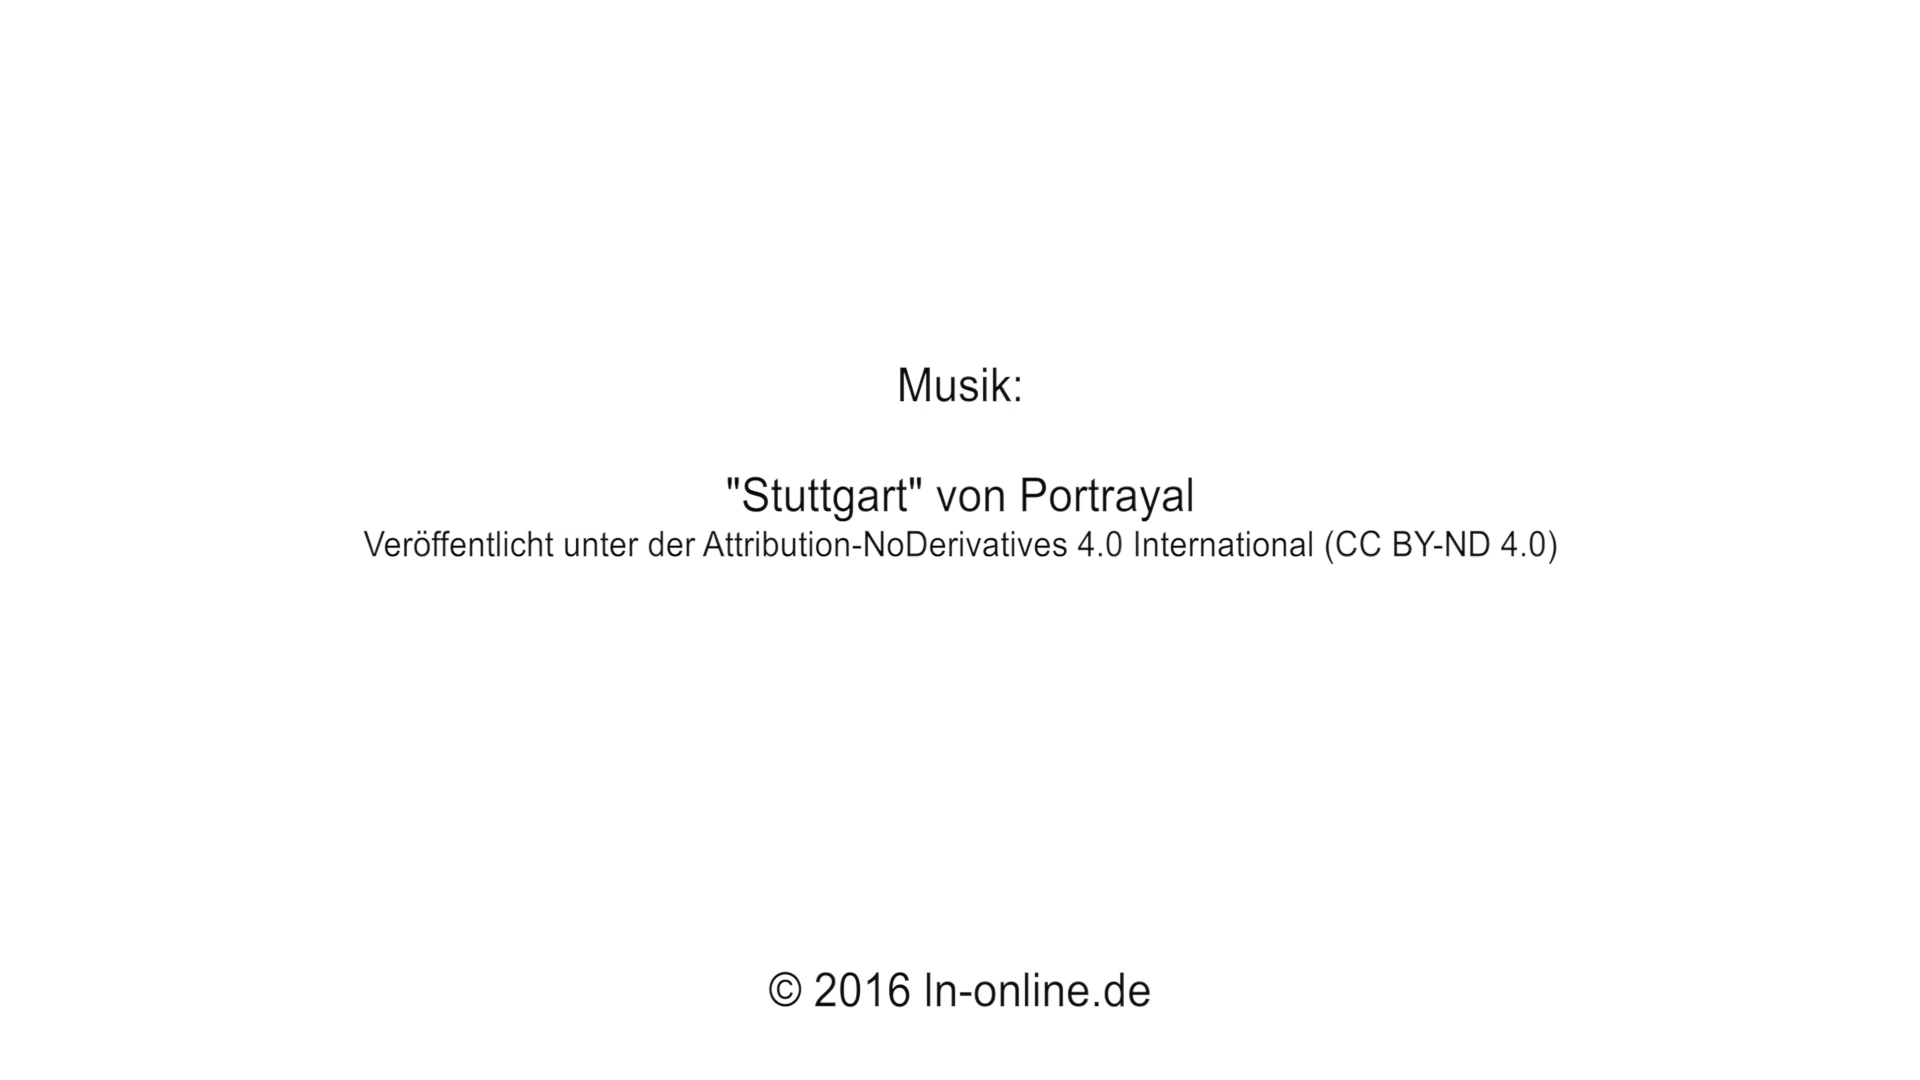 Musik:
"Stuttgart" von Portrayal
Veröffentlicht unter der Attribution-NoDerivatives 4.0 International (CC BY-ND 4.0)
© 2016 ln-online.de